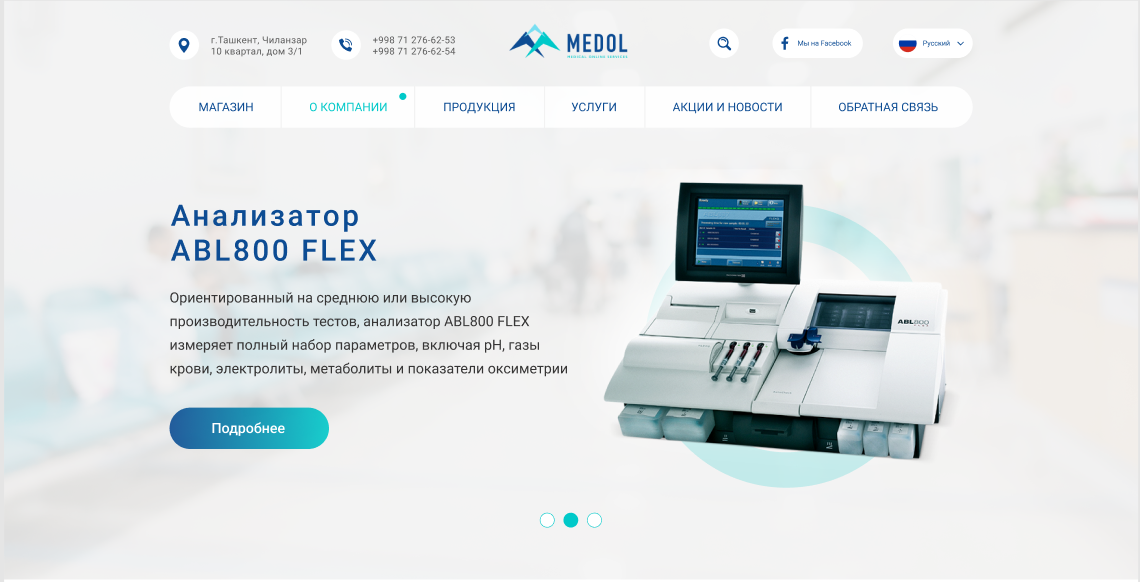 г.Ташкент, Чиланзар
10 квартал, дом 3/1
+998 71 276-62-53
+998 71 276-62-54
MEDOL
MEDICAL ONLINE SERVICES
Мы на Facebook
Русский
МАГАЗИН
О КОМПАНИИ
ПРОДУКЦИЯ
УСЛУГИ
АКЦИИ И НОВОСТИ
ОБРАТНАЯ СВЯЗЬ
Анализатор
ABL800 FLEX
Ориентированный на среднюю или высокую
производительность тестов, анализатор ABL800 FLEX
измеряет полный набор параметров, включая pH, газы
крови, электролиты, метаболиты и показатели оксиметрии
Подробнее
ABL800
FLEX